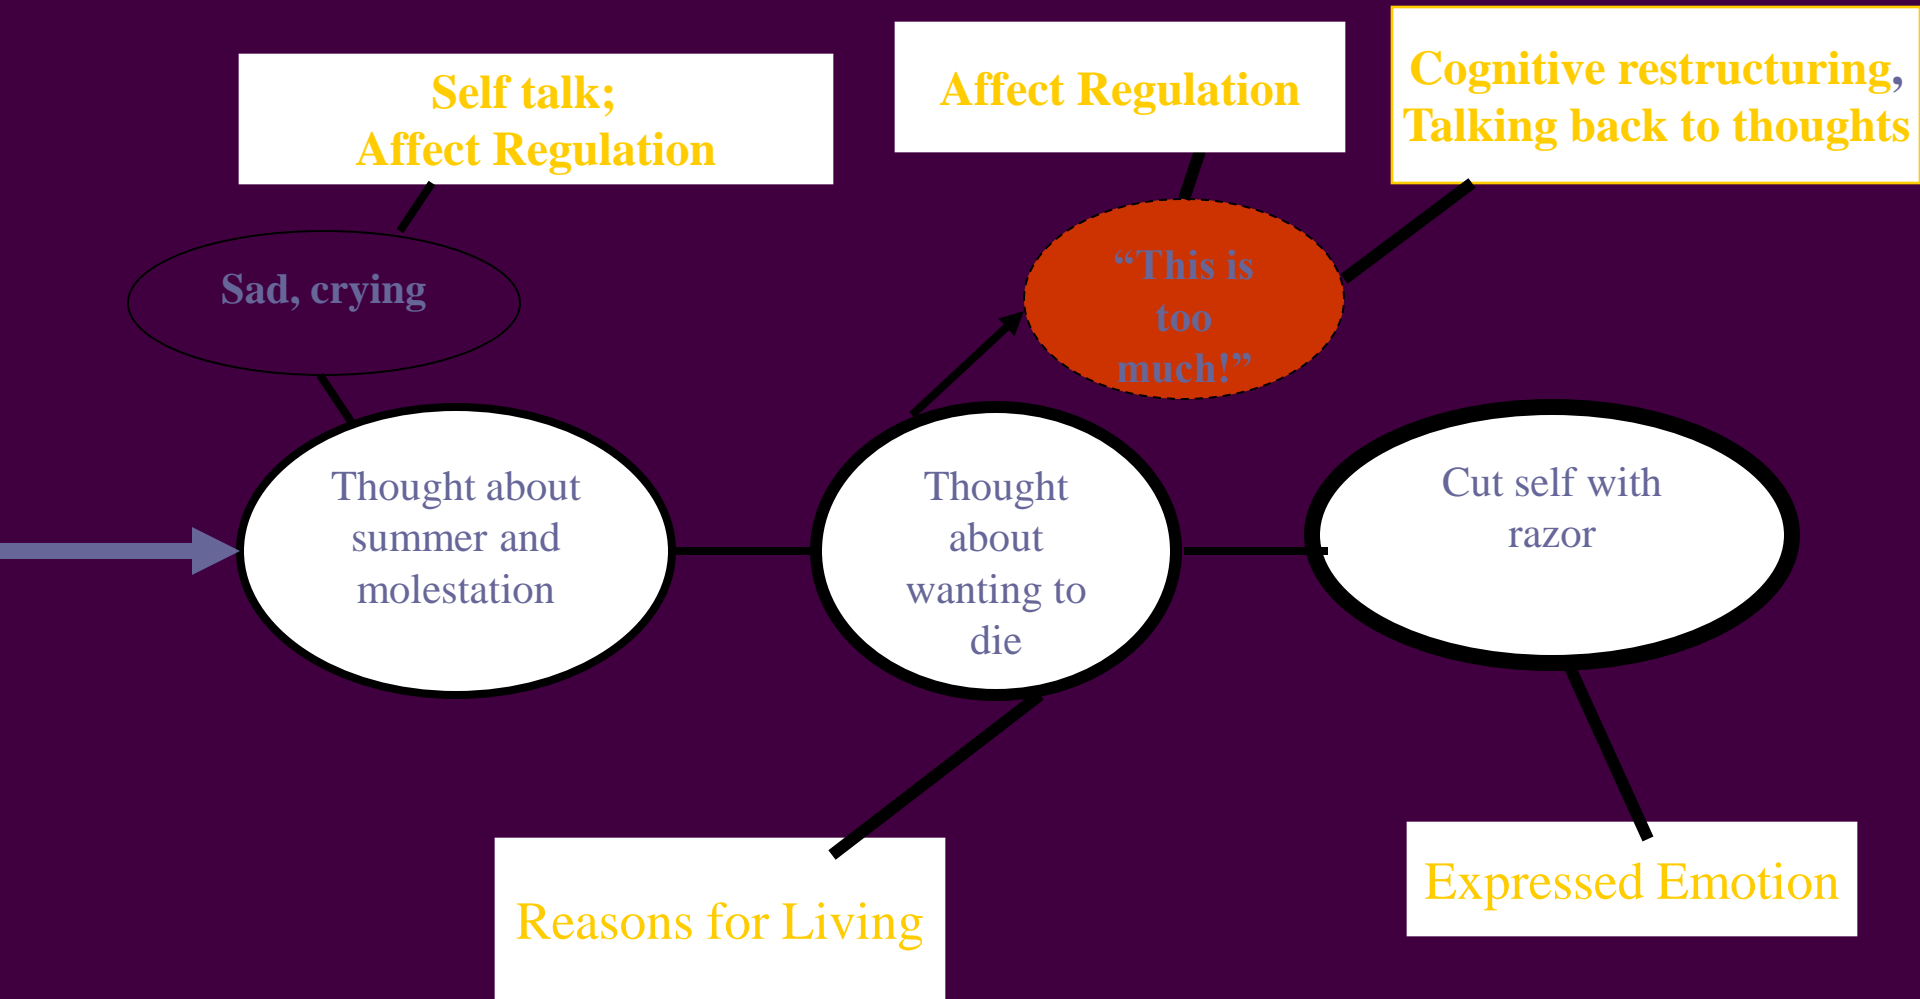 Self talk;
Affect Regulation
Affect Regulation
Cognitive restructuring,
Talking back to thoughts
Sad, crying
“This is
too
much!”
Thought about
summer and
molestation
Thought
about
wanting to
die
Cut self with
razor
Reasons for Living
Expressed Emotion